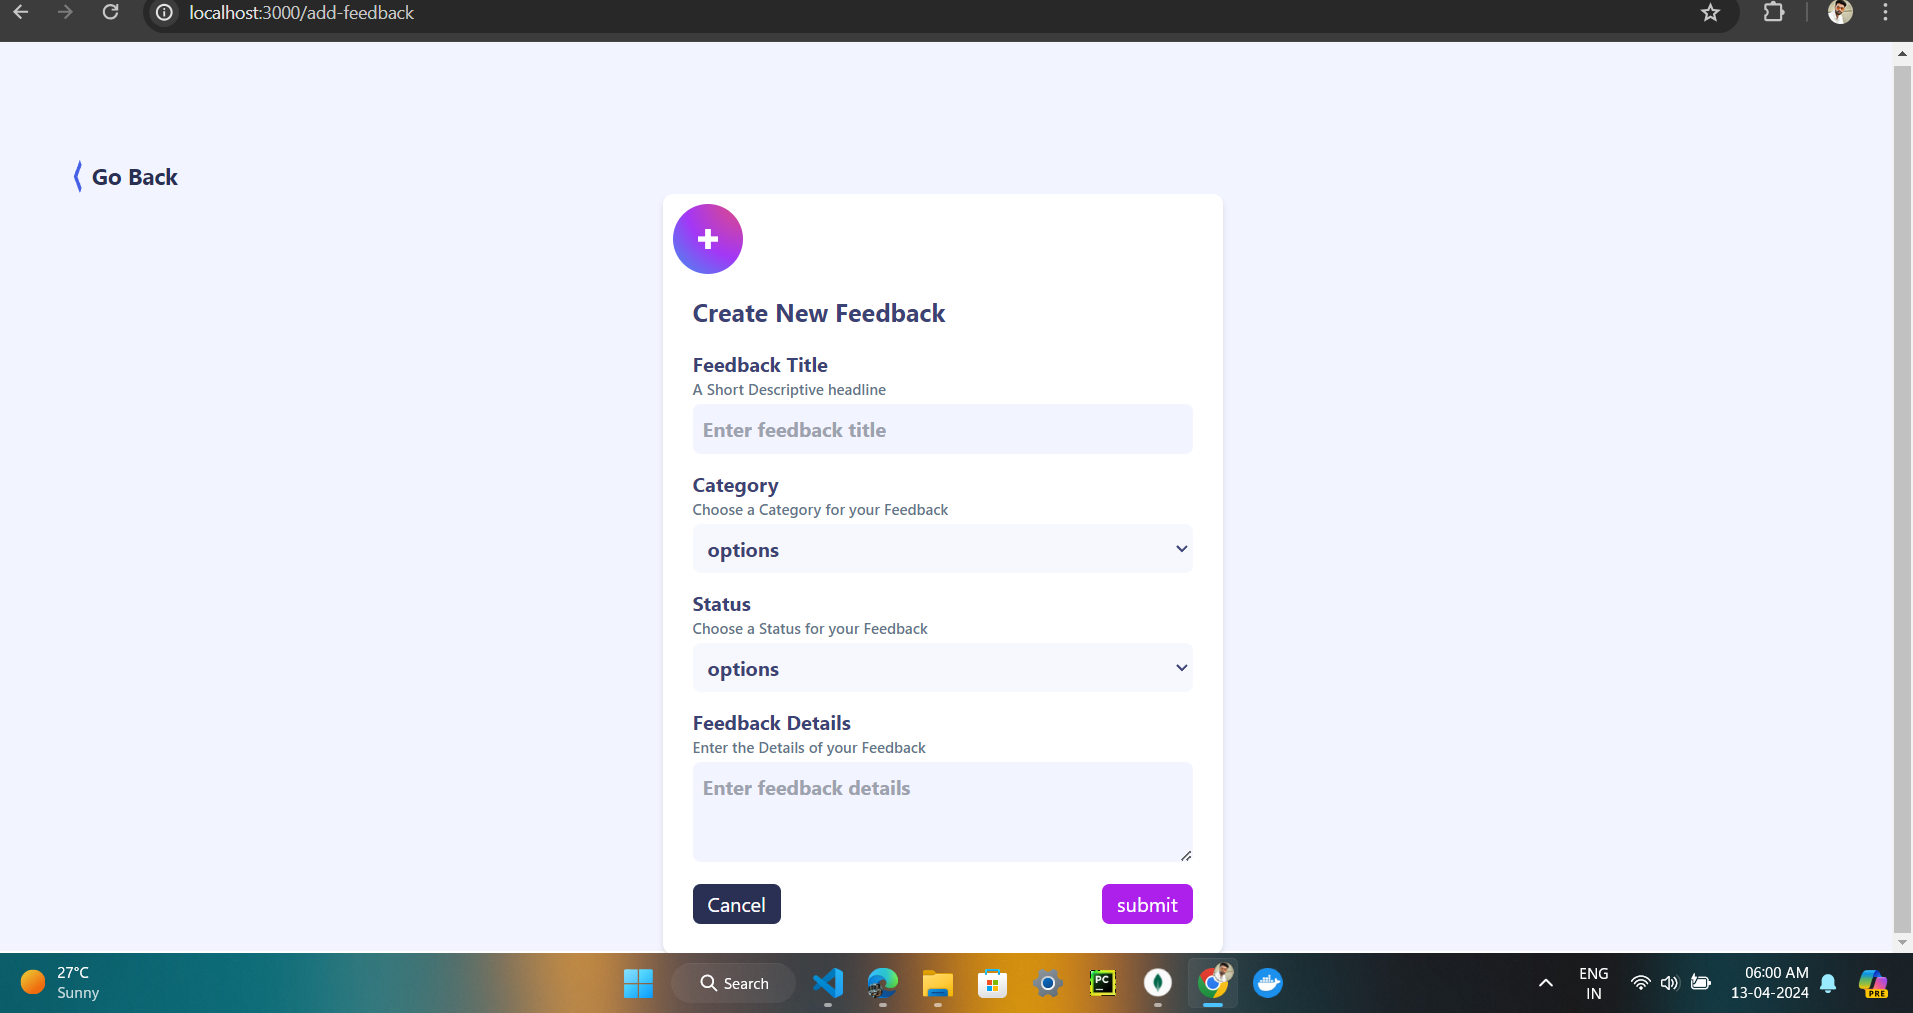 localhost:3000/add-feedback
Go Back
Create New Feedback
Feedback Title
A Short Descriptive headline
Enter feedback title
Category
Choose a Category for your Feedback
options
Status
Choose a Status for your Feedback
options
Feedback Details
Enter the Details of your Feedback
Enter feedback details
Cancel
submit
27°C
Sunny
Search
PC
ENG
IN
06:00 AM
13-04-2024
PRE